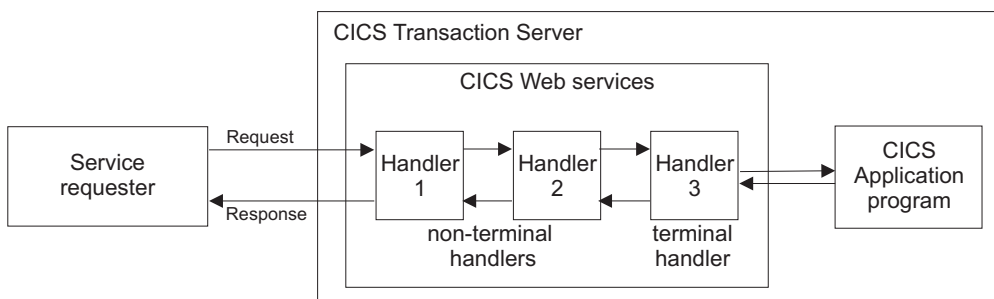 CICS Transaction Server
CICS Web services
Service
requester
Request
Response
Handler
1
Handler
2
Handler
3
non-terminal
handlers
terminal
handler
CICS
Application
program